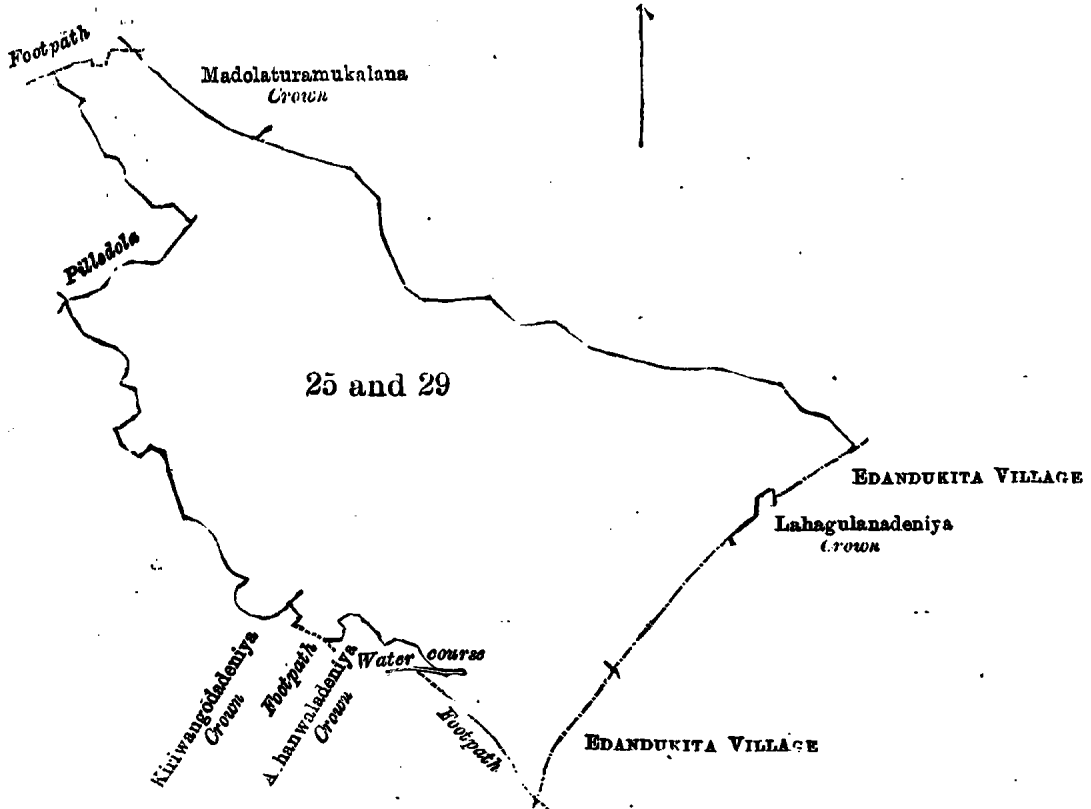 Footpath
Madolaturamukalana
Crown
Pilledola
25 and 29
EDANDUKITA VILLAGE
Lahagulanadeniya
Crown
Kiriwangodadeniya
Crown
Footpath
Crown
Water course
Footpath
EDANDUKITA VILLAGE